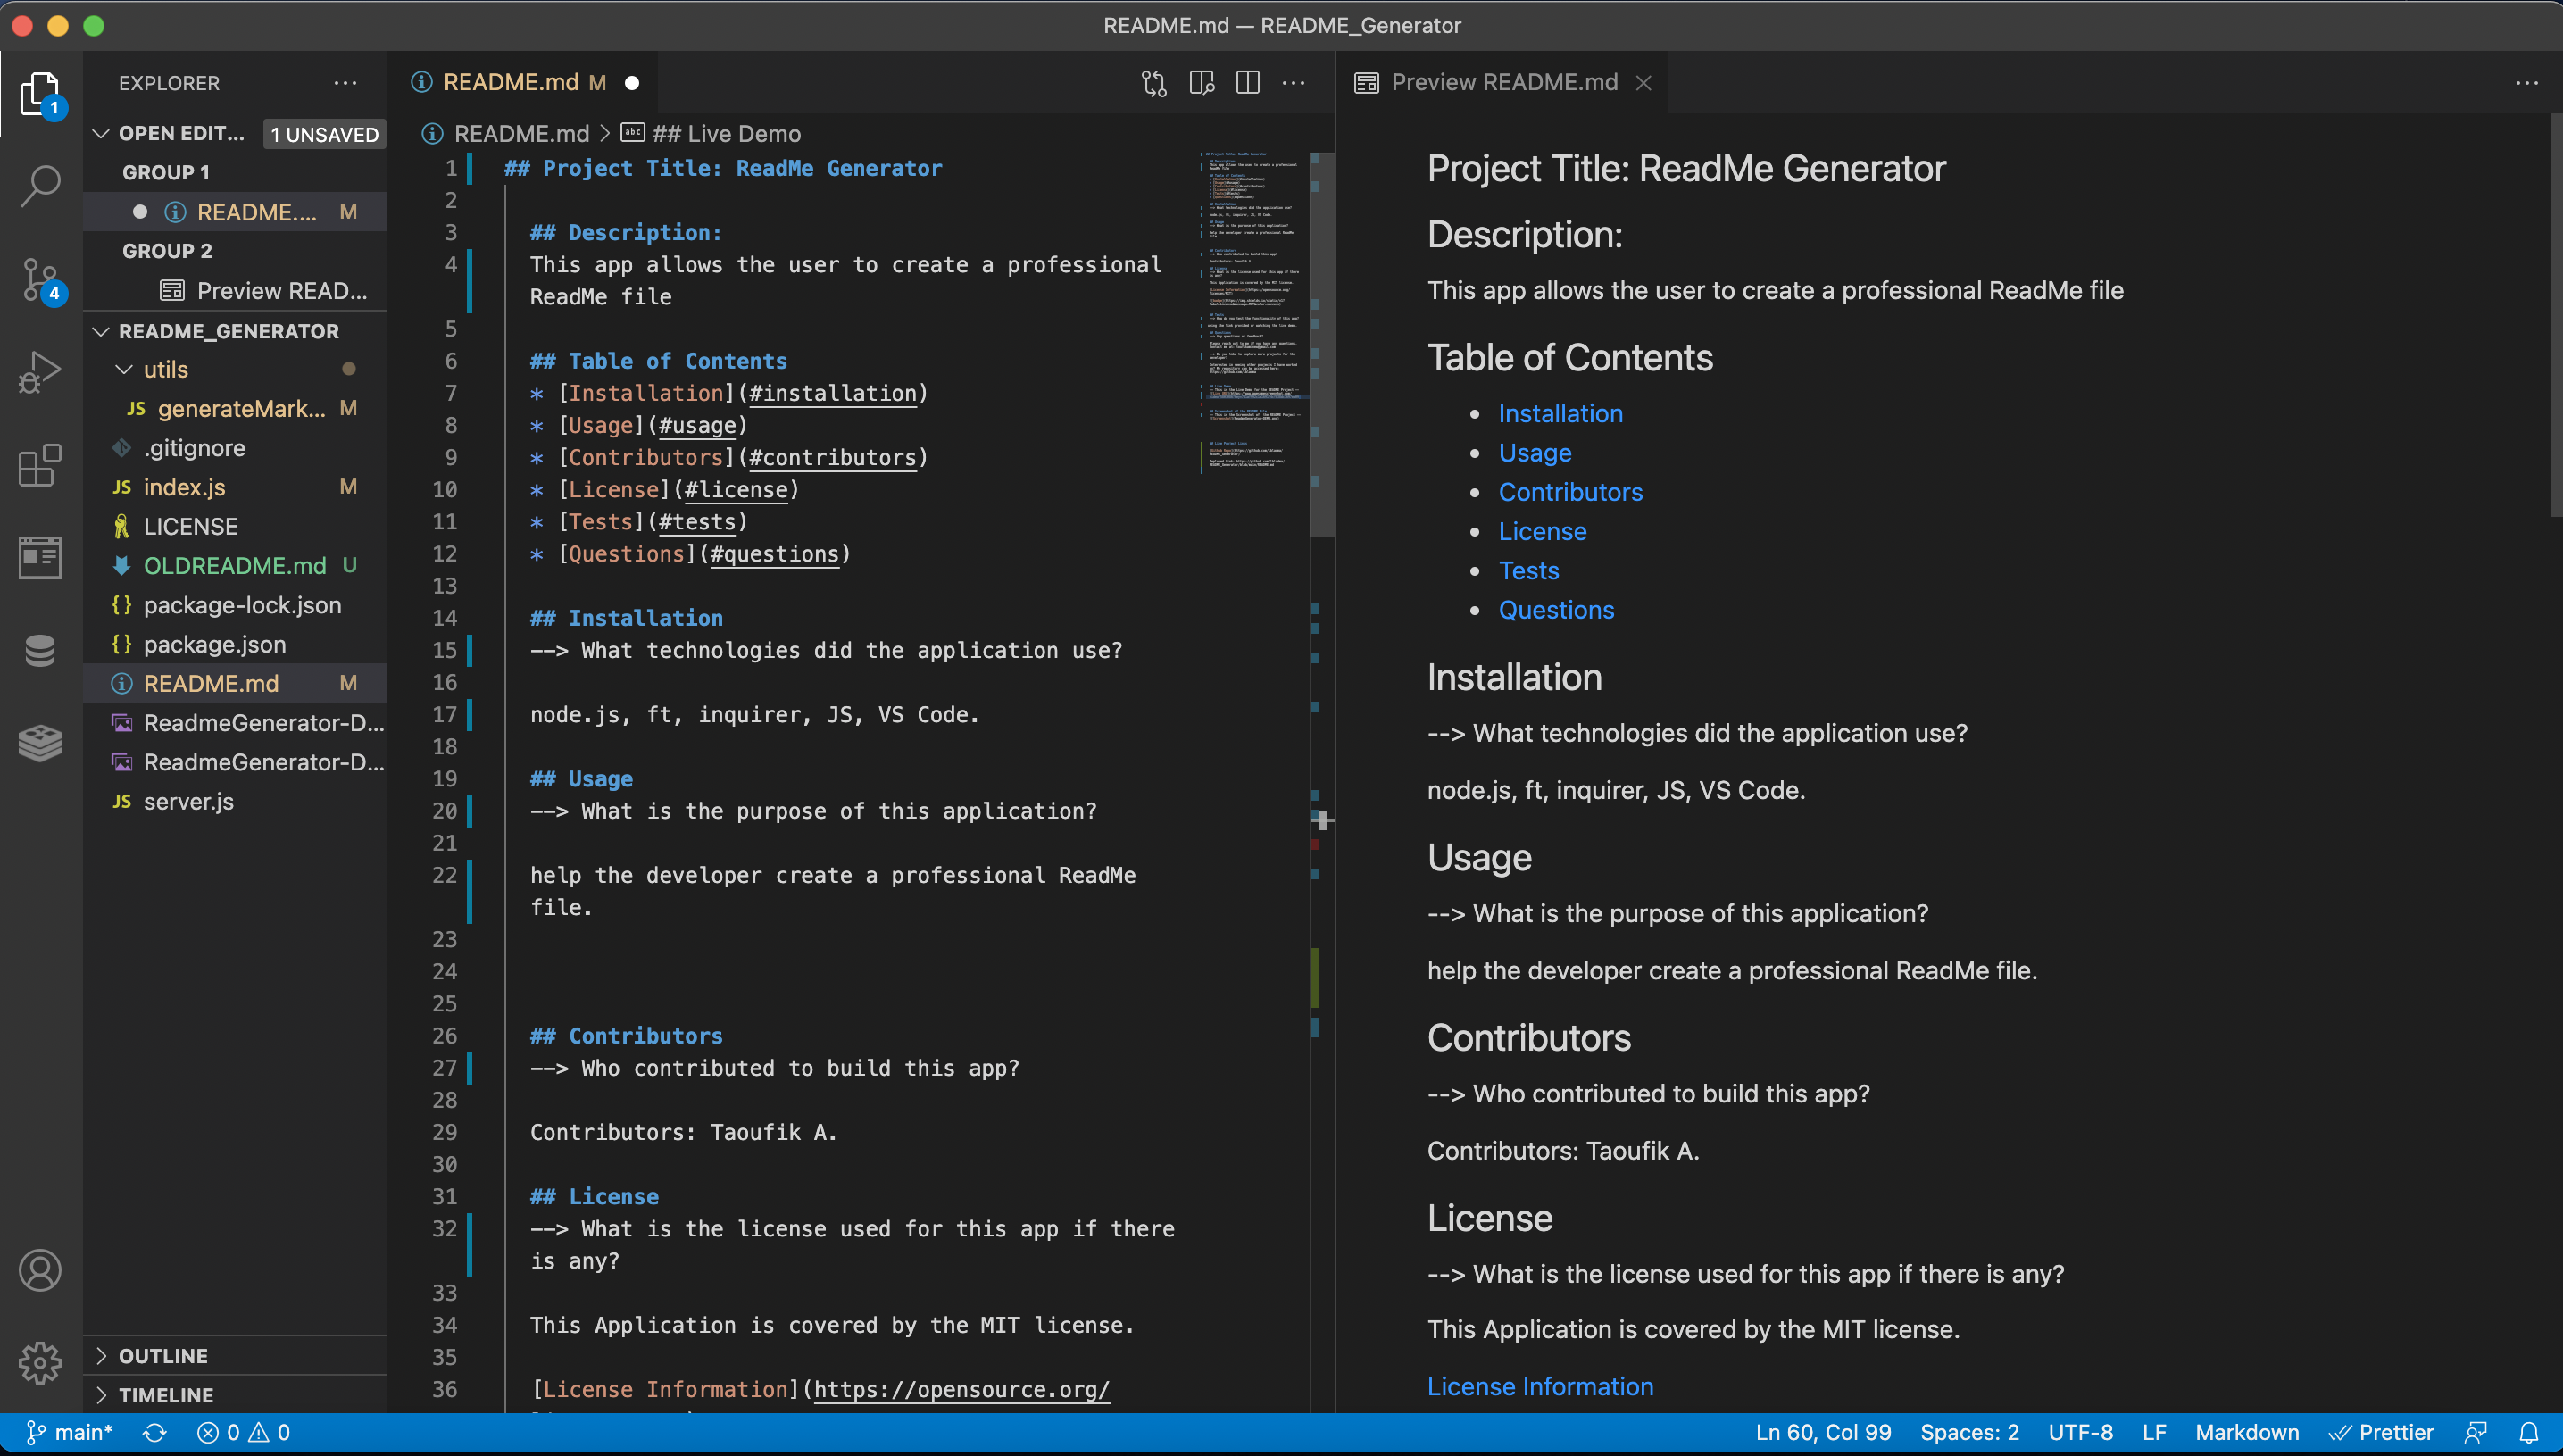 README.md — README_Generator
EXPLORER
OPEN EDIT... 1 UNSAVED
GROUP 1
README.... M
GROUP 2
Preview READ...
README_GENERATOR
utils
JS generateMark... M
.gitignore
JS index.js M
LICENSE
OLDREADME.md U
{} package-lock.json
{} package.json
README.md M
ReadmeGenerator-D...
ReadmeGenerator-D...
JS server.js
OUTLINE
TIMELINE
1
4
README.md M
README.md > abc ## Live Demo
1 ## Project Title: ReadMe Generator
2
3 ## Description:
4 This app allows the user to create a professional
ReadMe file
5
6 ## Table of Contents
7 * [Installation](#installation)
8 * [Usage](#usage)
9 * [Contributors](#contributors)
10 * [License](#license)
11 * [Tests](#tests)
12 * [Questions](#questions)
13
14 ## Installation
15 --> What technologies did the application use?
16
17 node.js, ft, inquirer, JS, VS Code.
18
19 ## Usage
20 --> What is the purpose of this application?
21
22 help the developer create a professional ReadMe
file.
23
24
25
26 ## Contributors
27 --> Who contributed to build this app?
28
29 Contributors: Taoufik A.
30
31 ## License
32 --> What is the license used for this app if there
is any?
33
34 This Application is covered by the MIT license.
35
36 [License Information](https://opensource.org/
Preview README.md
Project Title: ReadMe Generator
Description:
This app allows the user to create a professional ReadMe file
Table of Contents
• Installation
• Usage
• Contributors
• License
• Tests
• Questions
Installation
--> What technologies did the application use?
node.js, ft, inquirer, JS, VS Code.
Usage
--> What is the purpose of this application?
help the developer create a professional ReadMe file.
Contributors
--> Who contributed to build this app?
Contributors: Taoufik A.
License
--> What is the license used for this app if there is any?
This Application is covered by the MIT license.
License Information
main* 0 0 Ln 60, Col 99 Spaces: 2 UTF-8 LF Markdown Prettier